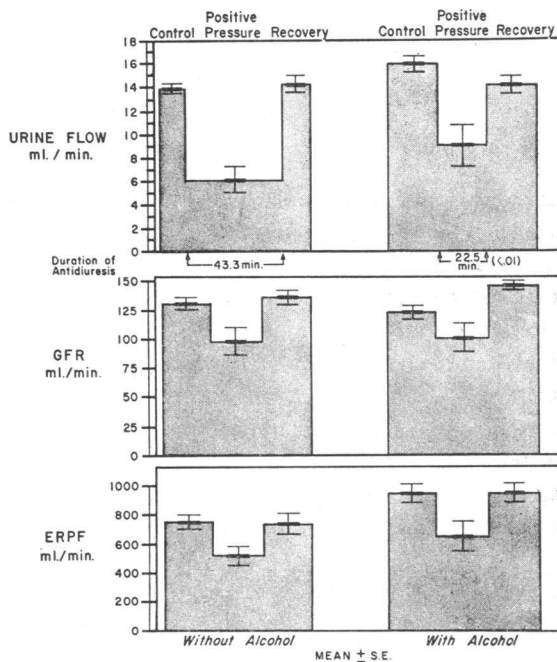 Positive Positive
Control Pressure Recovery Control Pressure Recovery
18
16
14
12
10
8
6
4
2
0
URINE FLOW
ml. / min.
Duration of
Antidiuresis
43.3 min.
22.5 (<.01)
min.
150
125
100
75
50
25
0
GFR
ml./min.
1000
800
600
400
200
0
ERPF
ml/min.
Without Alcohol With Alcohol
MEAN ± S.E.